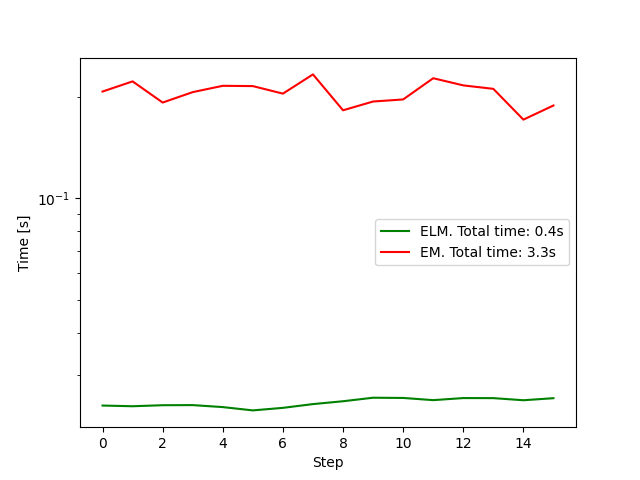 10⁻¹
Time [s]
ELM. Total time: 0.4s
EM. Total time: 3.3s
0 2 4 6 8 10 12 14
Step